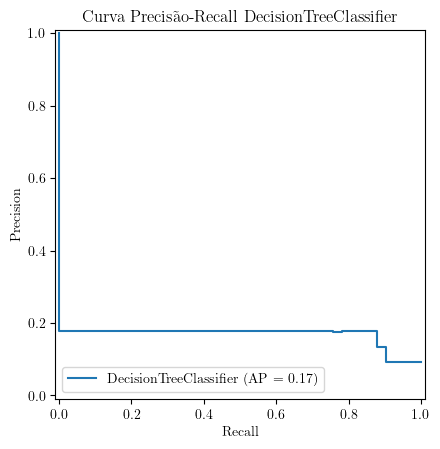 Curva Precisão-Recall DecisionTreeClassifier
1.0
0.8
0.6
0.4
0.2
0.0
Precision
DecisionTreeClassifier (AP = 0.17)
0.0 0.2 0.4 0.6 0.8 1.0
Recall